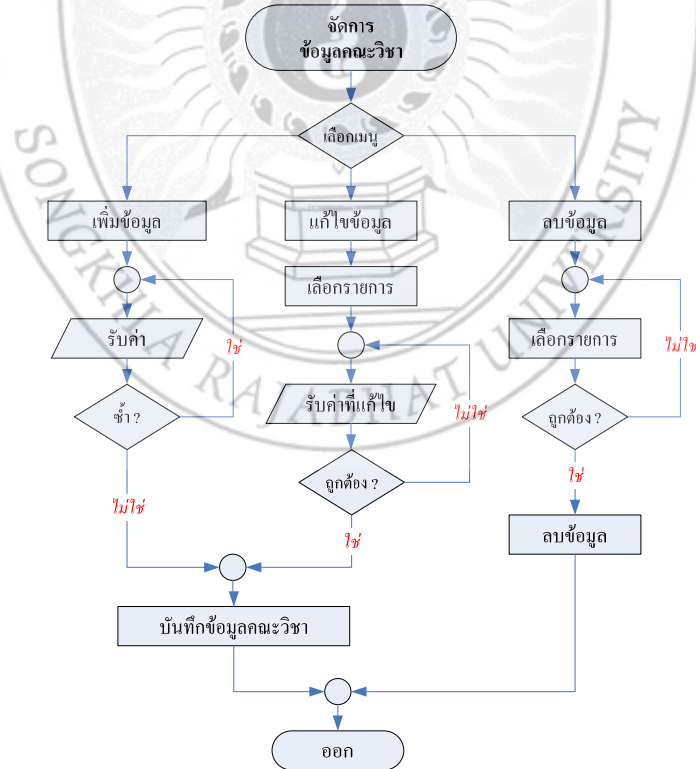 จัดการ
ข้อมูลคณะวิชา
เลือกเมนู
เพิ่มข้อมูล
แก้ไขข้อมูล
ลบข้อมูล
เลือกรายการ
รับค่า
ใช่
เลือกรายการ
ไม่ใช่
ซ้ำ ?
รับค่าที่แก้ไข
ไม่ใช่
ถูกต้อง ?
ถูกต้อง ?
ใช่
ไม่ใช่
ใช่
ลบข้อมูล
บันทึกข้อมูลคณะวิชา
ออก
SONGKHLA RAJABHAT UNIVERSITY